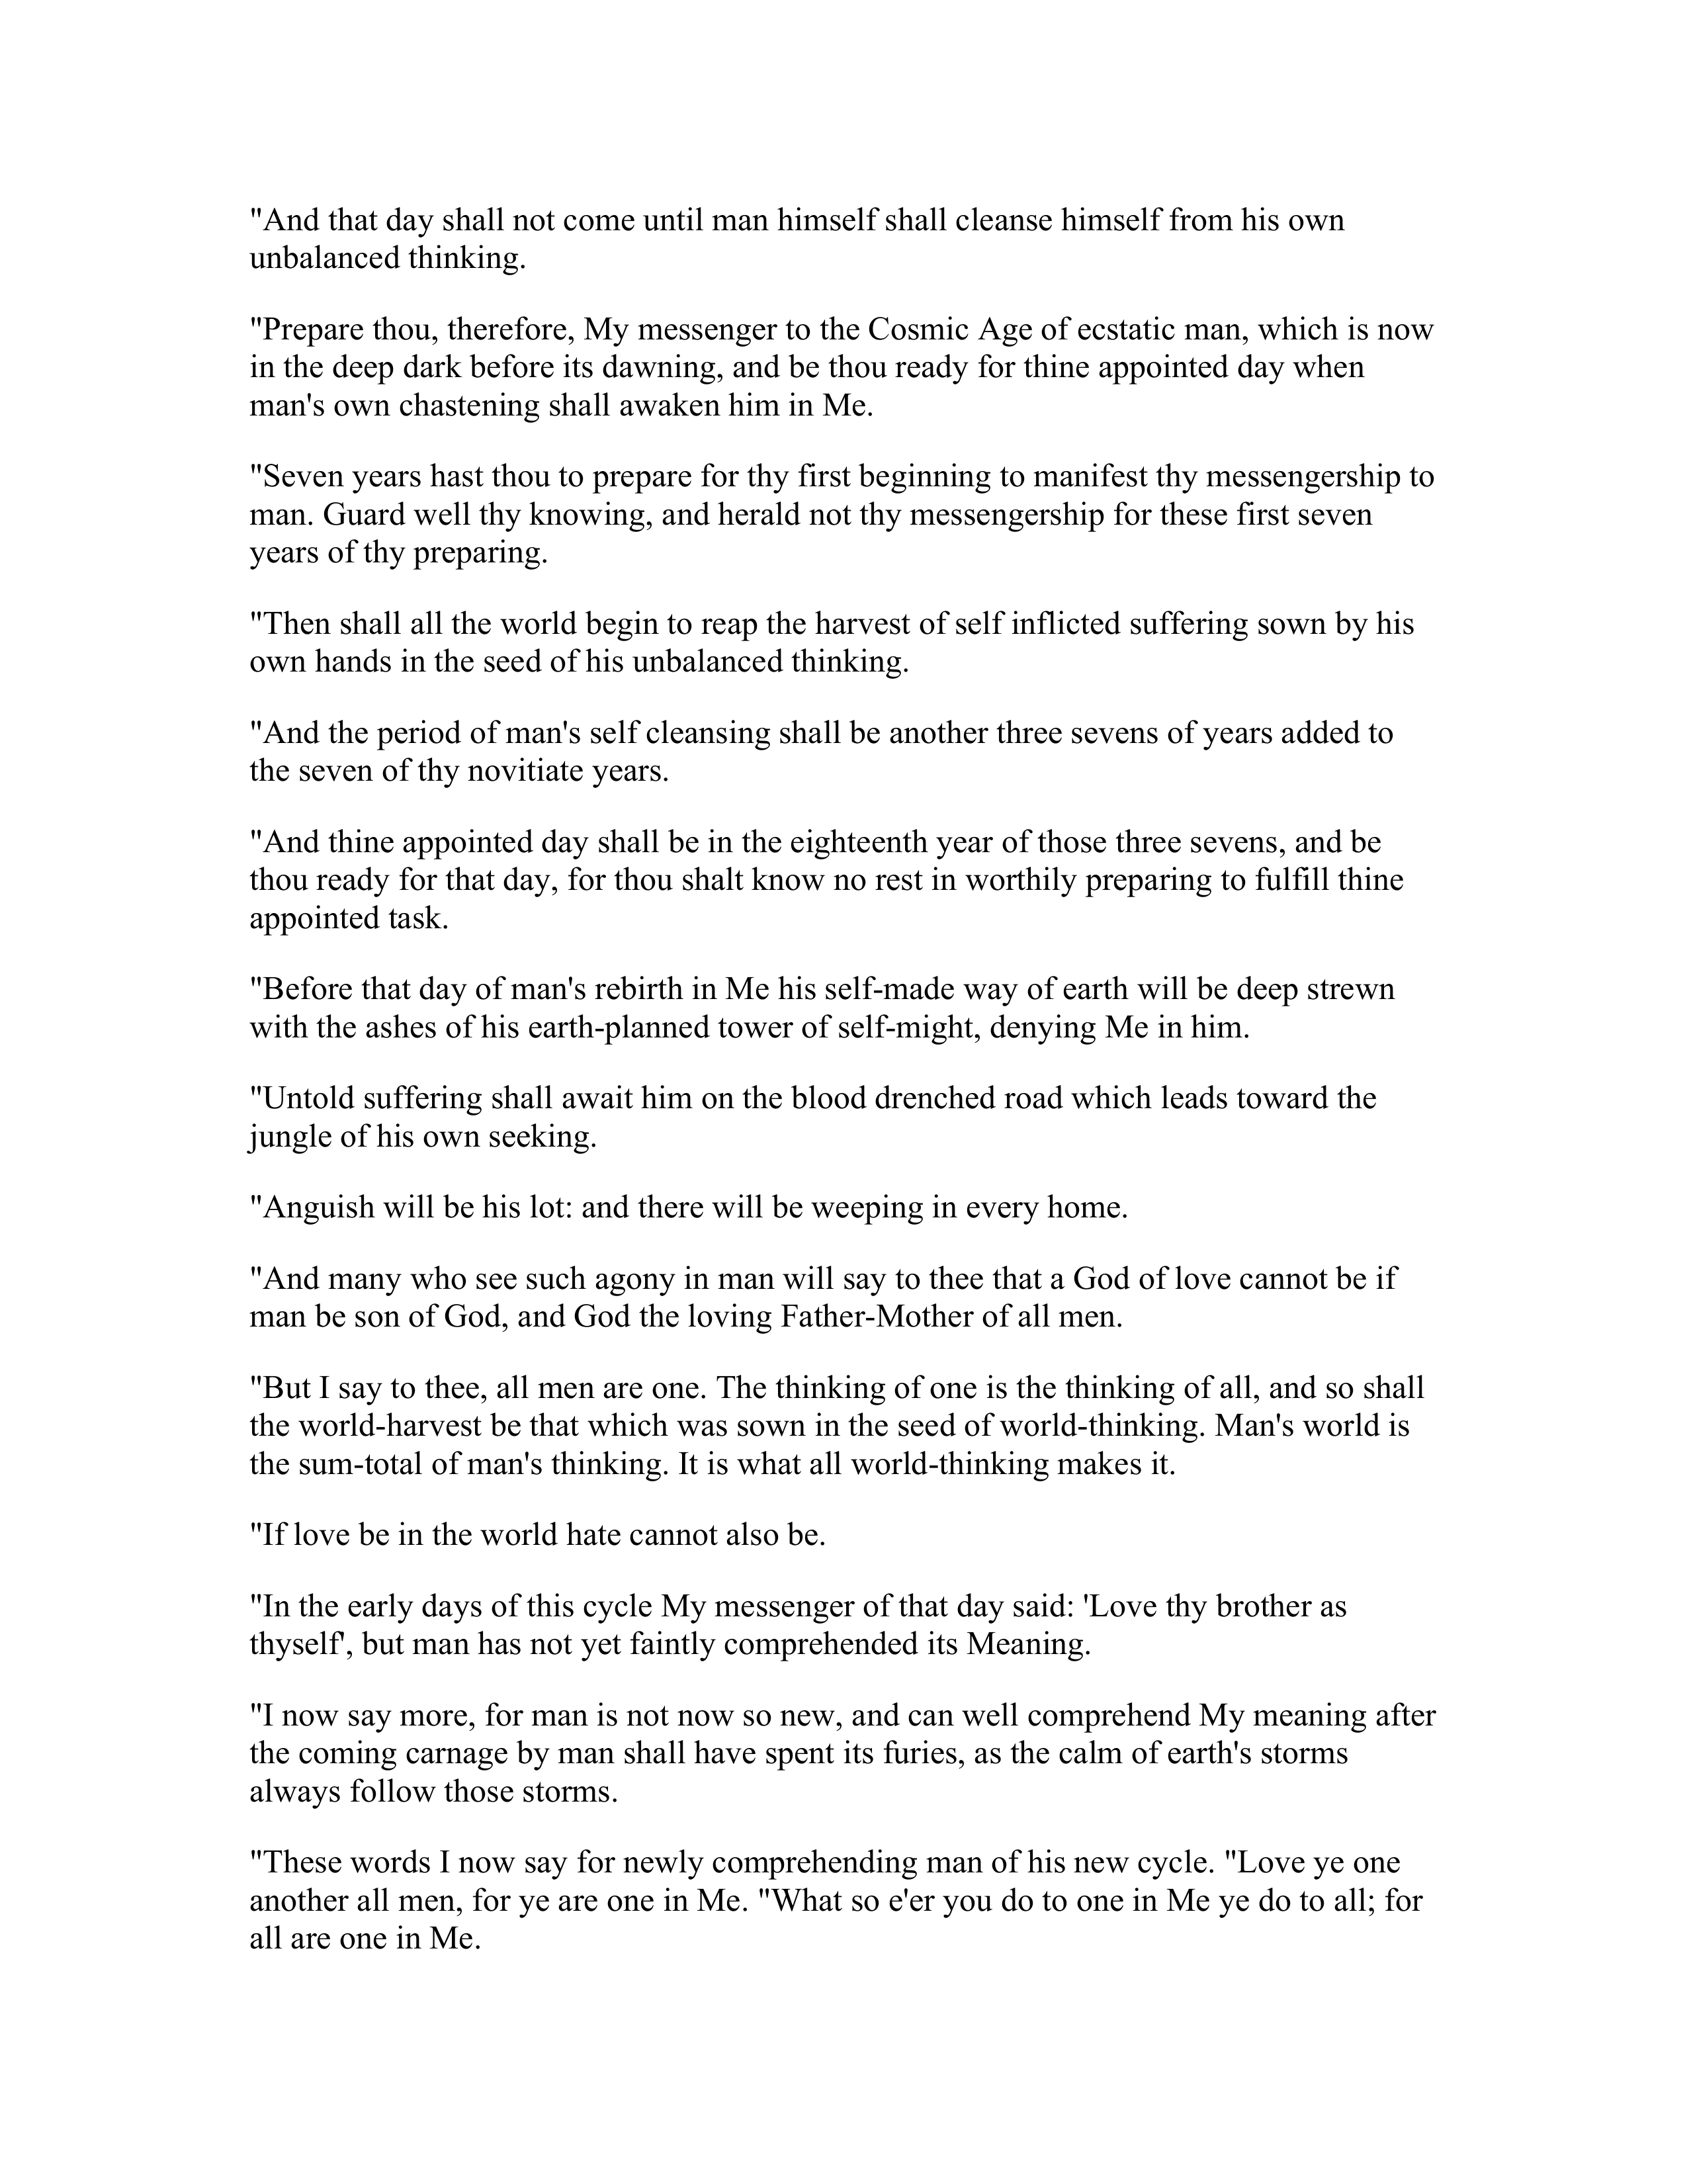 "And that day shall not come until man himself shall cleanse himself from his own
unbalanced thinking.
"Prepare thou, therefore, My messenger to the Cosmic Age of ecstatic man, which is now
in the deep dark before its dawning, and be thou ready for thine appointed day when
man's own chastening shall awaken him in Me.
"Seven years hast thou to prepare for thy first beginning to manifest thy messengership to
man. Guard well thy knowing, and herald not thy messengership for these first seven
years of thy preparing.
"Then shall all the world begin to reap the harvest of self inflicted suffering sown by his
own hands in the seed of his unbalanced thinking.
"And the period of man's self cleansing shall be another three sevens of years added to
the seven of thy novitiate years.
"And thine appointed day shall be in the eighteenth year of those three sevens, and be
thou ready for that day, for thou shalt know no rest in worthily preparing to fulfill thine
appointed task.
"Before that day of man's rebirth in Me his self-made way of earth will be deep strewn
with the ashes of his earth-planned tower of self-might, denying Me in him.
"Untold suffering shall await him on the blood drenched road which leads toward the
jungle of his own seeking.
"Anguish will be his lot: and there will be weeping in every home.
"And many who see such agony in man will say to thee that a God of love cannot be if
man be son of God, and God the loving Father-Mother of all men.
"But I say to thee, all men are one. The thinking of one is the thinking of all, and so shall
the world-harvest be that which was sown in the seed of world-thinking. Man's world is
the sum-total of man's thinking. It is what all world-thinking makes it.
"If love be in the world hate cannot also be.
"In the early days of this cycle My messenger of that day said: 'Love thy brother as
thyself', but man has not yet faintly comprehended its Meaning.
"I now say more, for man is not now so new, and can well comprehend My meaning after
the coming carnage by man shall have spent its furies, as the calm of earth's storms
always follow those storms.
"These words I now say for newly comprehending man of his new cycle. "Love ye one
another all men, for ye are one in Me. "What so e'er you do to one in Me ye do to all; for
all are one in Me.